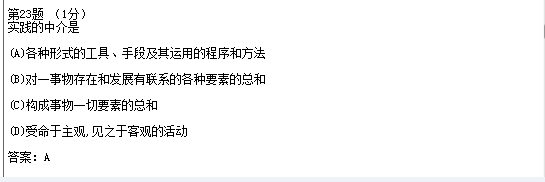 第23题 （1分）
实践的中介是
(A)各种形式的工具、手段及其运用的程序和方法
(B)对一事物存在和发展有联系的各种要素的总和
(C)构成事物一切要素的总和
(D)受命于主观,见之于客观的活动
答案: A